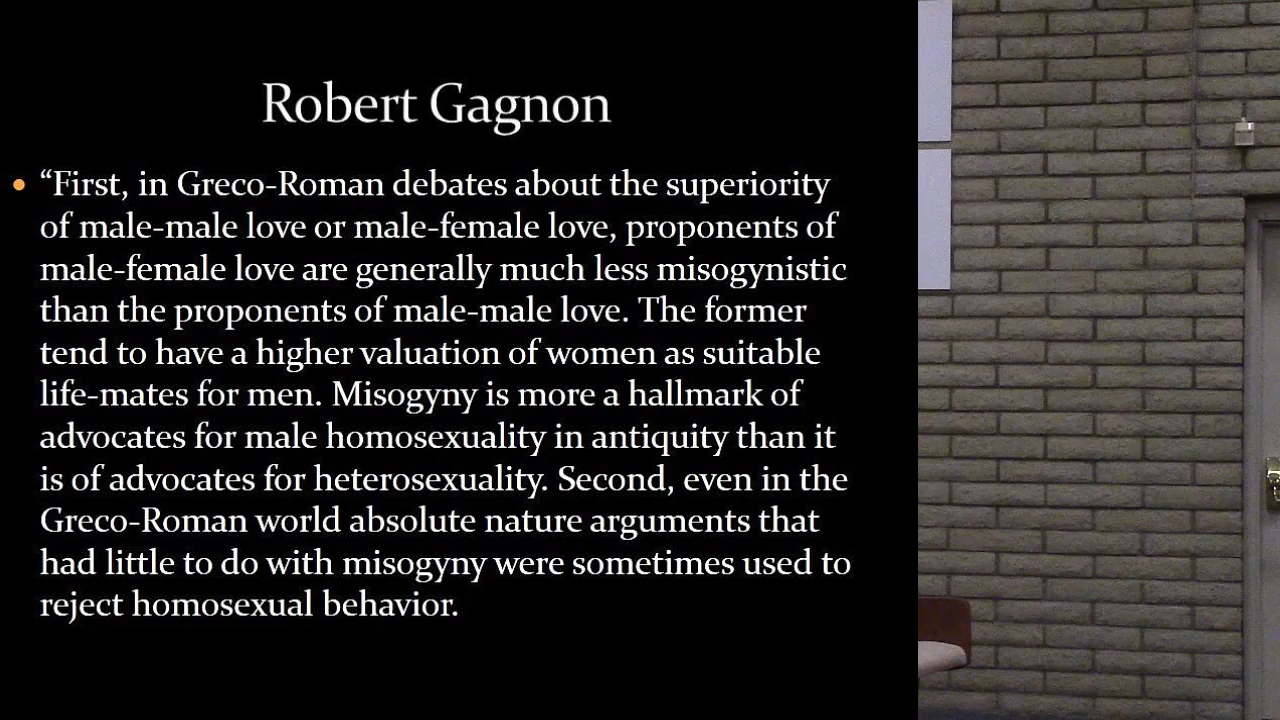 Robert Gagnon
• “First, in Greco-Roman debates about the superiority
of male-male love or male-female love, proponents of
male-female love are generally much less misogynistic
than the proponents of male-male love. The former
tend to have a higher valuation of women as suitable
life-mates for men. Misogyny is more a hallmark of
advocates for male homosexuality in antiquity than it
is of advocates for heterosexuality. Second, even in the
Greco-Roman world absolute nature arguments that
had little to do with misogyny were sometimes used to
reject homosexual behavior.